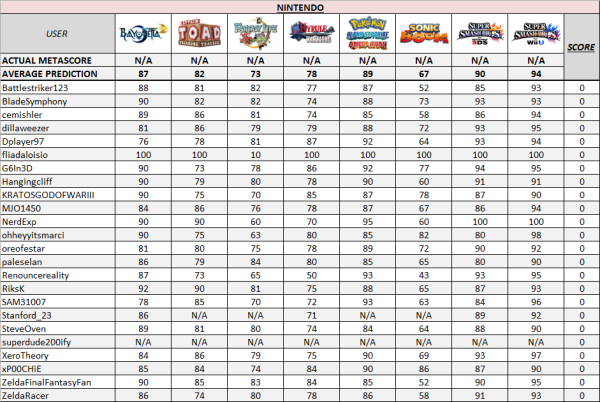 NINTENDO
USER BAYONETTA 2 CAPTAIN TOAD TREASURE TRACKER FANTASY LIFE HYRULE WARRIORS POKéMON OMEGA RUBY ALPHA SAPPHIRE SONIC BOOM SUPER SMASH BROS 3DS SUPER SMASH BROS Wii U SCORE
ACTUAL METASCORE N/A N/A N/A N/A N/A N/A N/A N/A
AVERAGE PREDICTION 87 82 73 78 89 67 90 94
Battlestriker123 88 81 82 77 87 52 85 93 0
BladeSymphony 90 82 82 74 88 73 93 93 0
cemishler 89 86 81 74 85 58 86 94 0
dillaweezer 81 86 79 79 88 72 93 95 0
Dplayer97 76 78 81 87 92 64 93 94 0
fliadaloisio 100 100 10 100 100 100 100 100 0
G6In3D 90 73 78 86 92 77 94 95 0
Hangingcliff 90 79 80 78 90 60 91 91 0
KRATOSGODOFWARIII 90 75 70 85 87 78 87 90 0
MJO1450 84 86 76 78 87 67 86 94 0
NerdExp 90 90 60 70 95 60 100 100 0
ohheyyitsmarci 90 75 63 80 85 82 80 98 0
oreofestar 81 80 75 78 89 72 90 92 0
paleselan 86 79 84 80 85 65 80 90 0
Renouncereality 87 73 65 50 93 43 93 95 0
RiksK 92 90 81 75 88 65 87 93 0
SAM31007 78 85 70 72 93 63 84 96 0
Stanford_23 86 N/A N/A 71 N/A N/A 89 92 0
SteveOven 89 81 80 74 84 64 88 90 0
superdude200ify N/A N/A N/A N/A N/A N/A N/A N/A 0
XeroTheory 84 86 79 75 90 69 93 97 0
xP00CHiE 85 84 74 84 90 86 87 90 0
ZeldaFinalFantasyFan 90 85 83 84 85 52 90 95 0
ZeldaRacer 86 74 80 78 86 58 91 93 0